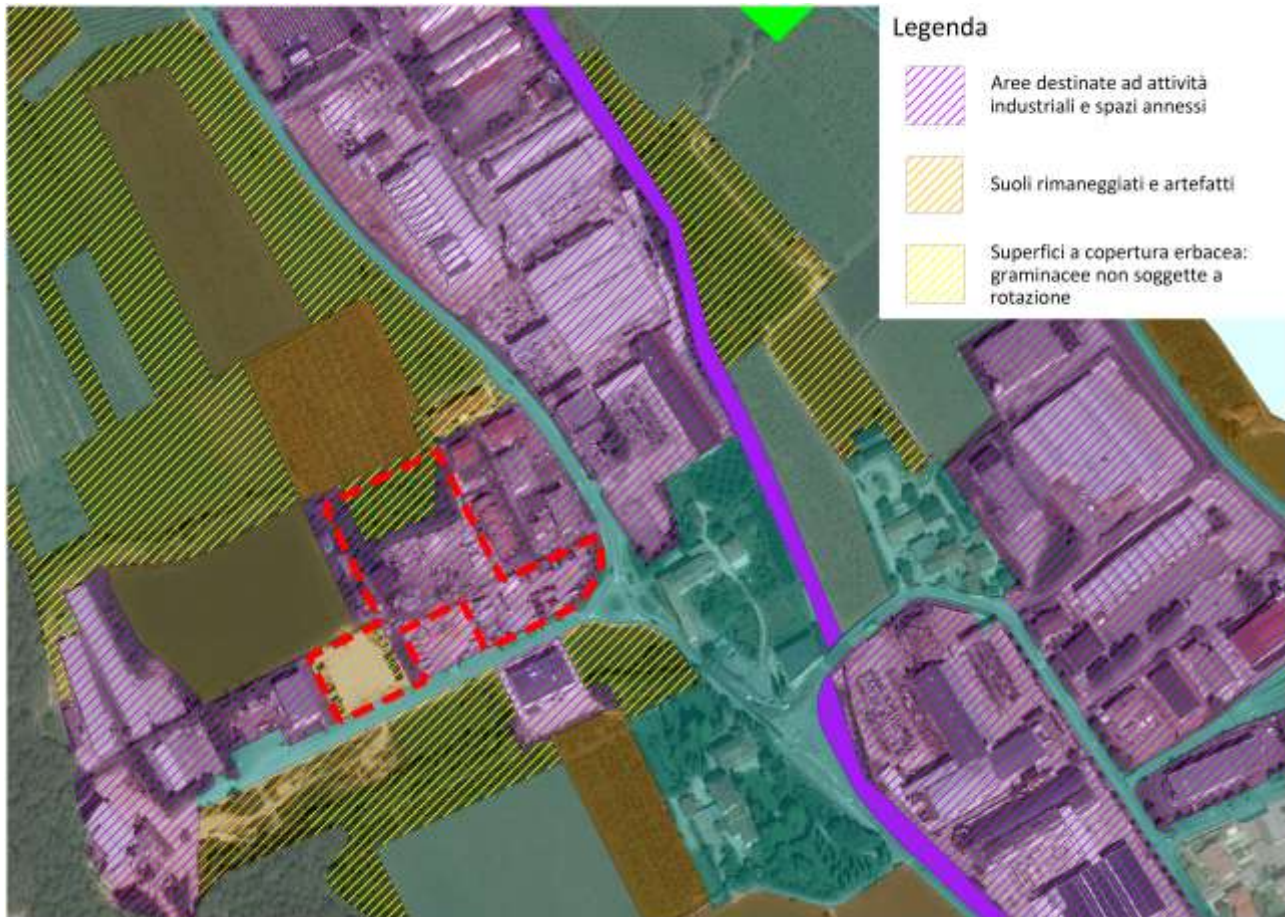 Legenda
Aree destinate ad attività
industriali e spazi annessi
Suoli rimaneggiati e artefatti
Superfici a copertura erbacea:
graminacee non soggette a
rotazione